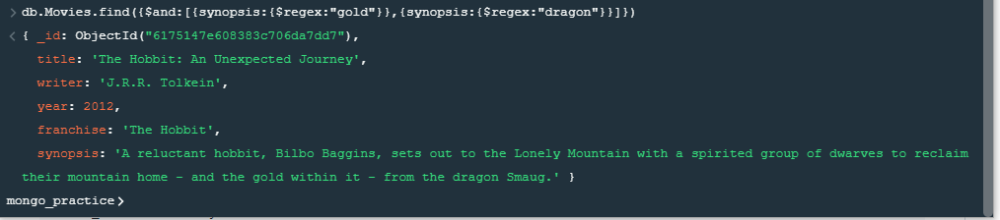 > db.Movies.find({$and:[{synopsis:{$regex:"gold"}},{synopsis:{$regex:"dragon"}}]})
< { _id: ObjectId("6175147e608383c706da7dd7"),
title: 'The Hobbit: An Unexpected Journey',
writer: 'J.R.R. Tolkein',
year: 2012,
franchise: 'The Hobbit',
synopsis: 'A reluctant hobbit, Bilbo Baggins, sets out to the Lonely Mountain with a spirited group of dwarves to reclaim
their mountain home - and the gold within it - from the dragon Smaug.' }
mongo_practice>